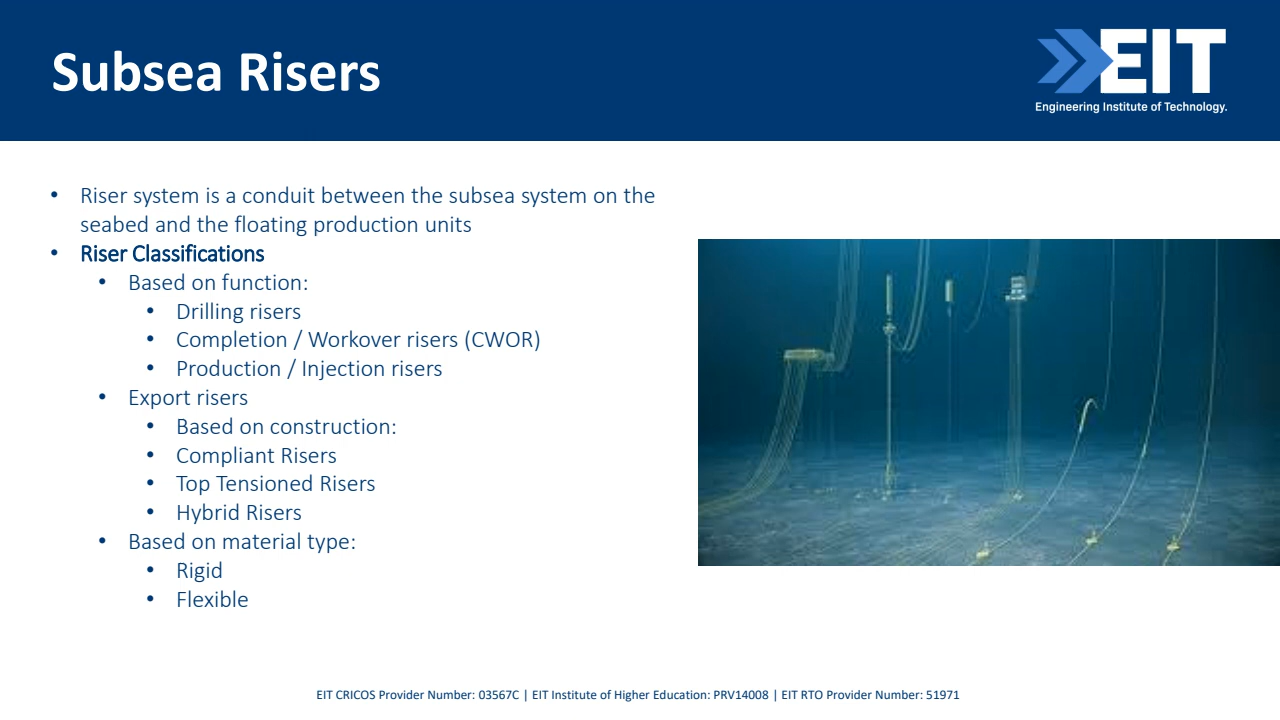 Subsea Risers
EIT
Engineering Institute of Technology.
• Riser system is a conduit between the subsea system on the
seabed and the floating production units
• Riser Classifications
• Based on function:
• Drilling risers
• Completion / Workover risers (CWOR)
• Production / Injection risers
• Export risers
• Based on construction:
• Compliant Risers
• Top Tensioned Risers
• Hybrid Risers
• Based on material type:
• Rigid
• Flexible
EIT CRICOS Provider Number: 03567C | EIT Institute of Higher Education: PRV14008 | EIT RTO Provider Number: 51971